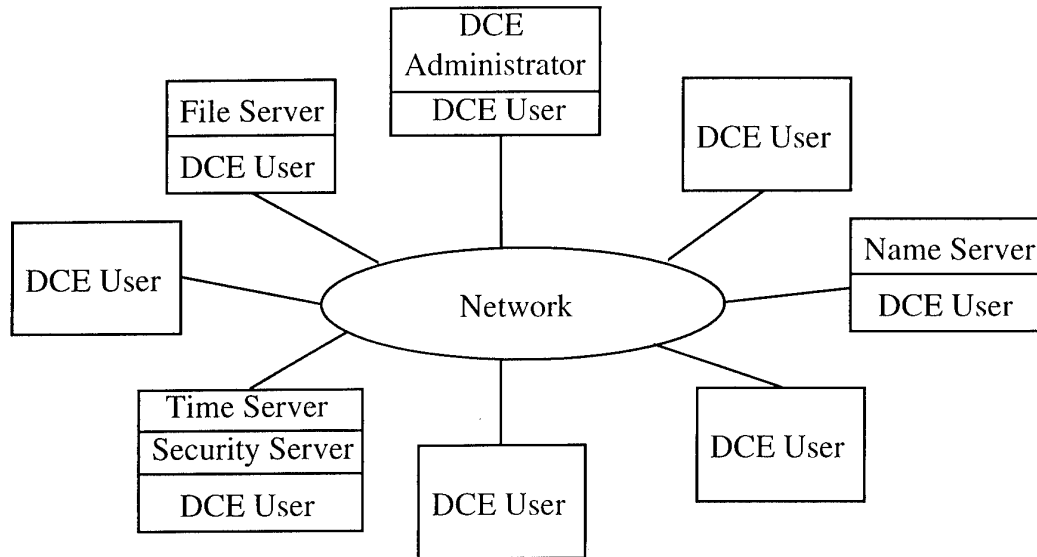 DCE
Administrator
DCE User
File Server
DCE User
DCE User
DCE User
Network
Name Server
DCE User
Time Server
Security Server
DCE User
DCE User
DCE User